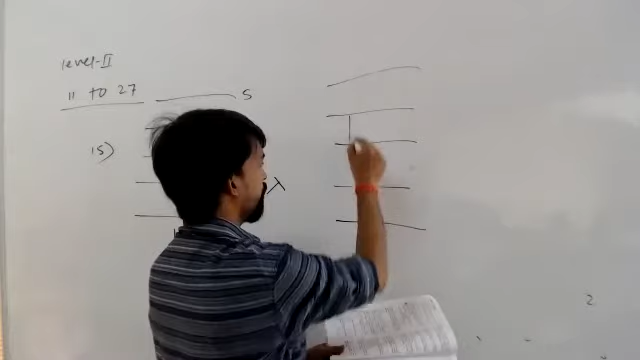 level-II
11 to 27
S
15)
λ
2